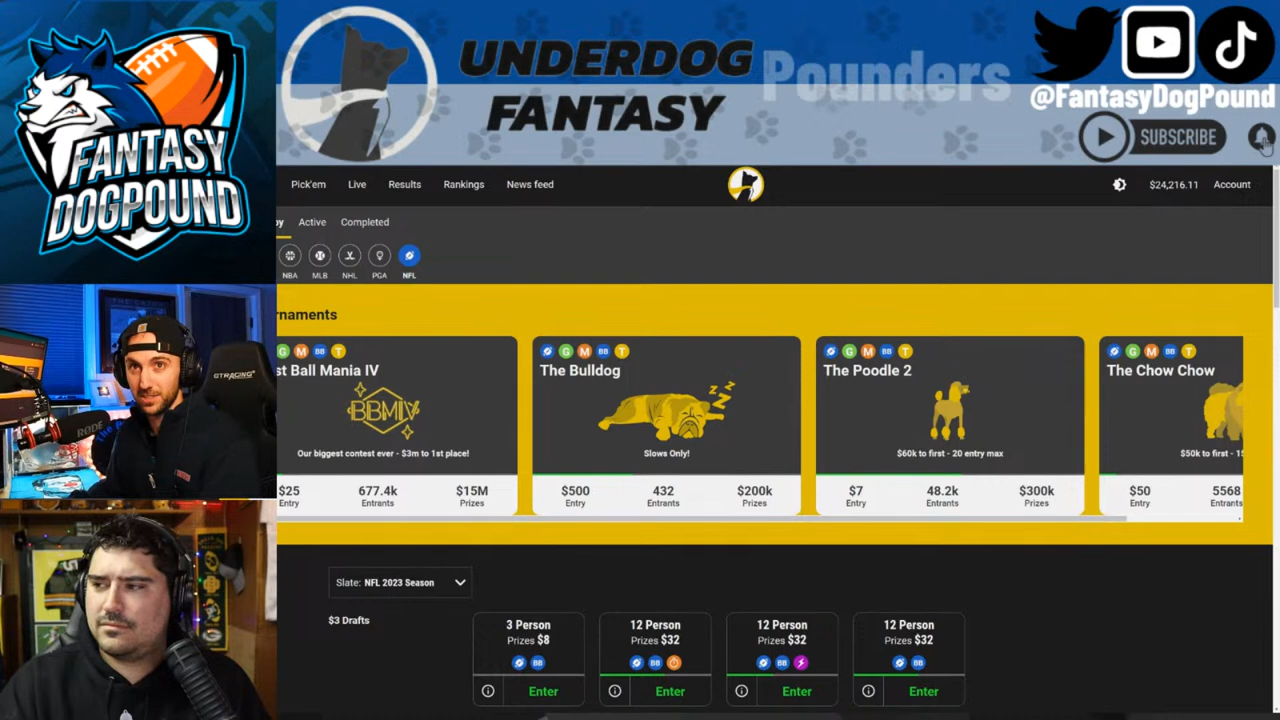 FANTASY
DOGPOUND
UNDERDOG
FANTASY
Pounders
@FantasyDogPound
SUBSCRIBE
Pick'em Live Results Rankings News feed
$24,216.11 Account
by Active Completed
NBA MLB NHL PGA NFL
rnaments
G M BB T
st Ball Mania IV
BBMIV
Our biggest contest ever - $3m to 1st place!
$25 677.4k $15M
Entry Entrants Prizes
G M BB T
The Bulldog
Z Z Z
Slows Only!
$500 432 $200k
Entry Entrants Prizes
G M BB T
The Poodle 2
$60k to first - 20 entry max
$7 48.2k $300k
Entry Entrants Prizes
G M BB T
The Chow Chow
$50k to first - 15
$50 5568
Entry Entrants
Slate: NFL 2023 Season
$3 Drafts
3 Person
Prizes $8
BB
Enter
12 Person
Prizes $32
BB
Enter
12 Person
Prizes $32
BB
Enter
12 Person
Prizes $32
BB
Enter
GTRACING
RØDE